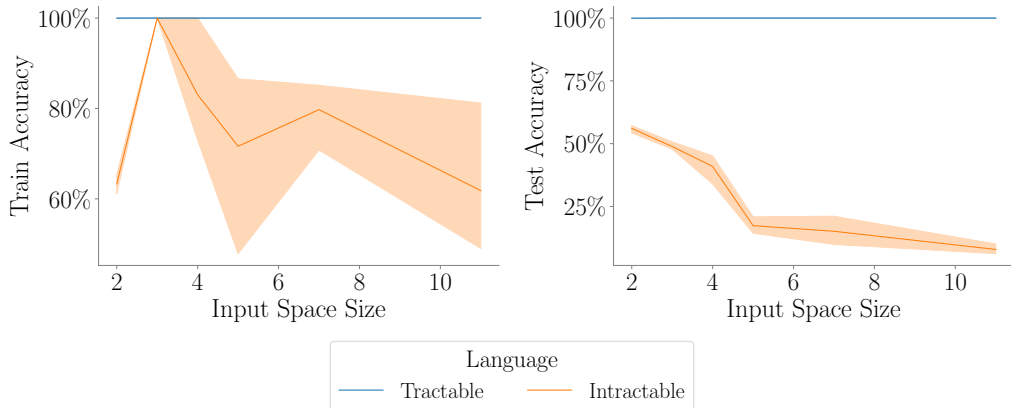 100%
80%
60%
Train Accuracy
2 4 6 8 10
Input Space Size
100%
75%
50%
25%
Test Accuracy
2 4 6 8 10
Input Space Size
Language
Tractable Intractable